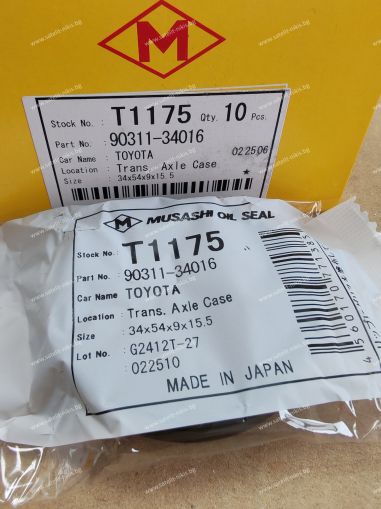 www.satelit-nikis.bg
M
Stock No. : T1175 Qty. 10 Pcs.
Part No. : 90311-34016
Car Name : TOYOTA 022506
Location : Trans. Axle Case
Size : 34x54x9x15.5 ★
M MUSASHI OIL SEAL
Stock No. : T1175
Part No. : 90311-34016
Car Name : TOYOTA
Location : Trans. Axle Case
Size : 34x54x9x15.5
Lot No. : G2412T-27
022510
MADE IN JAPAN